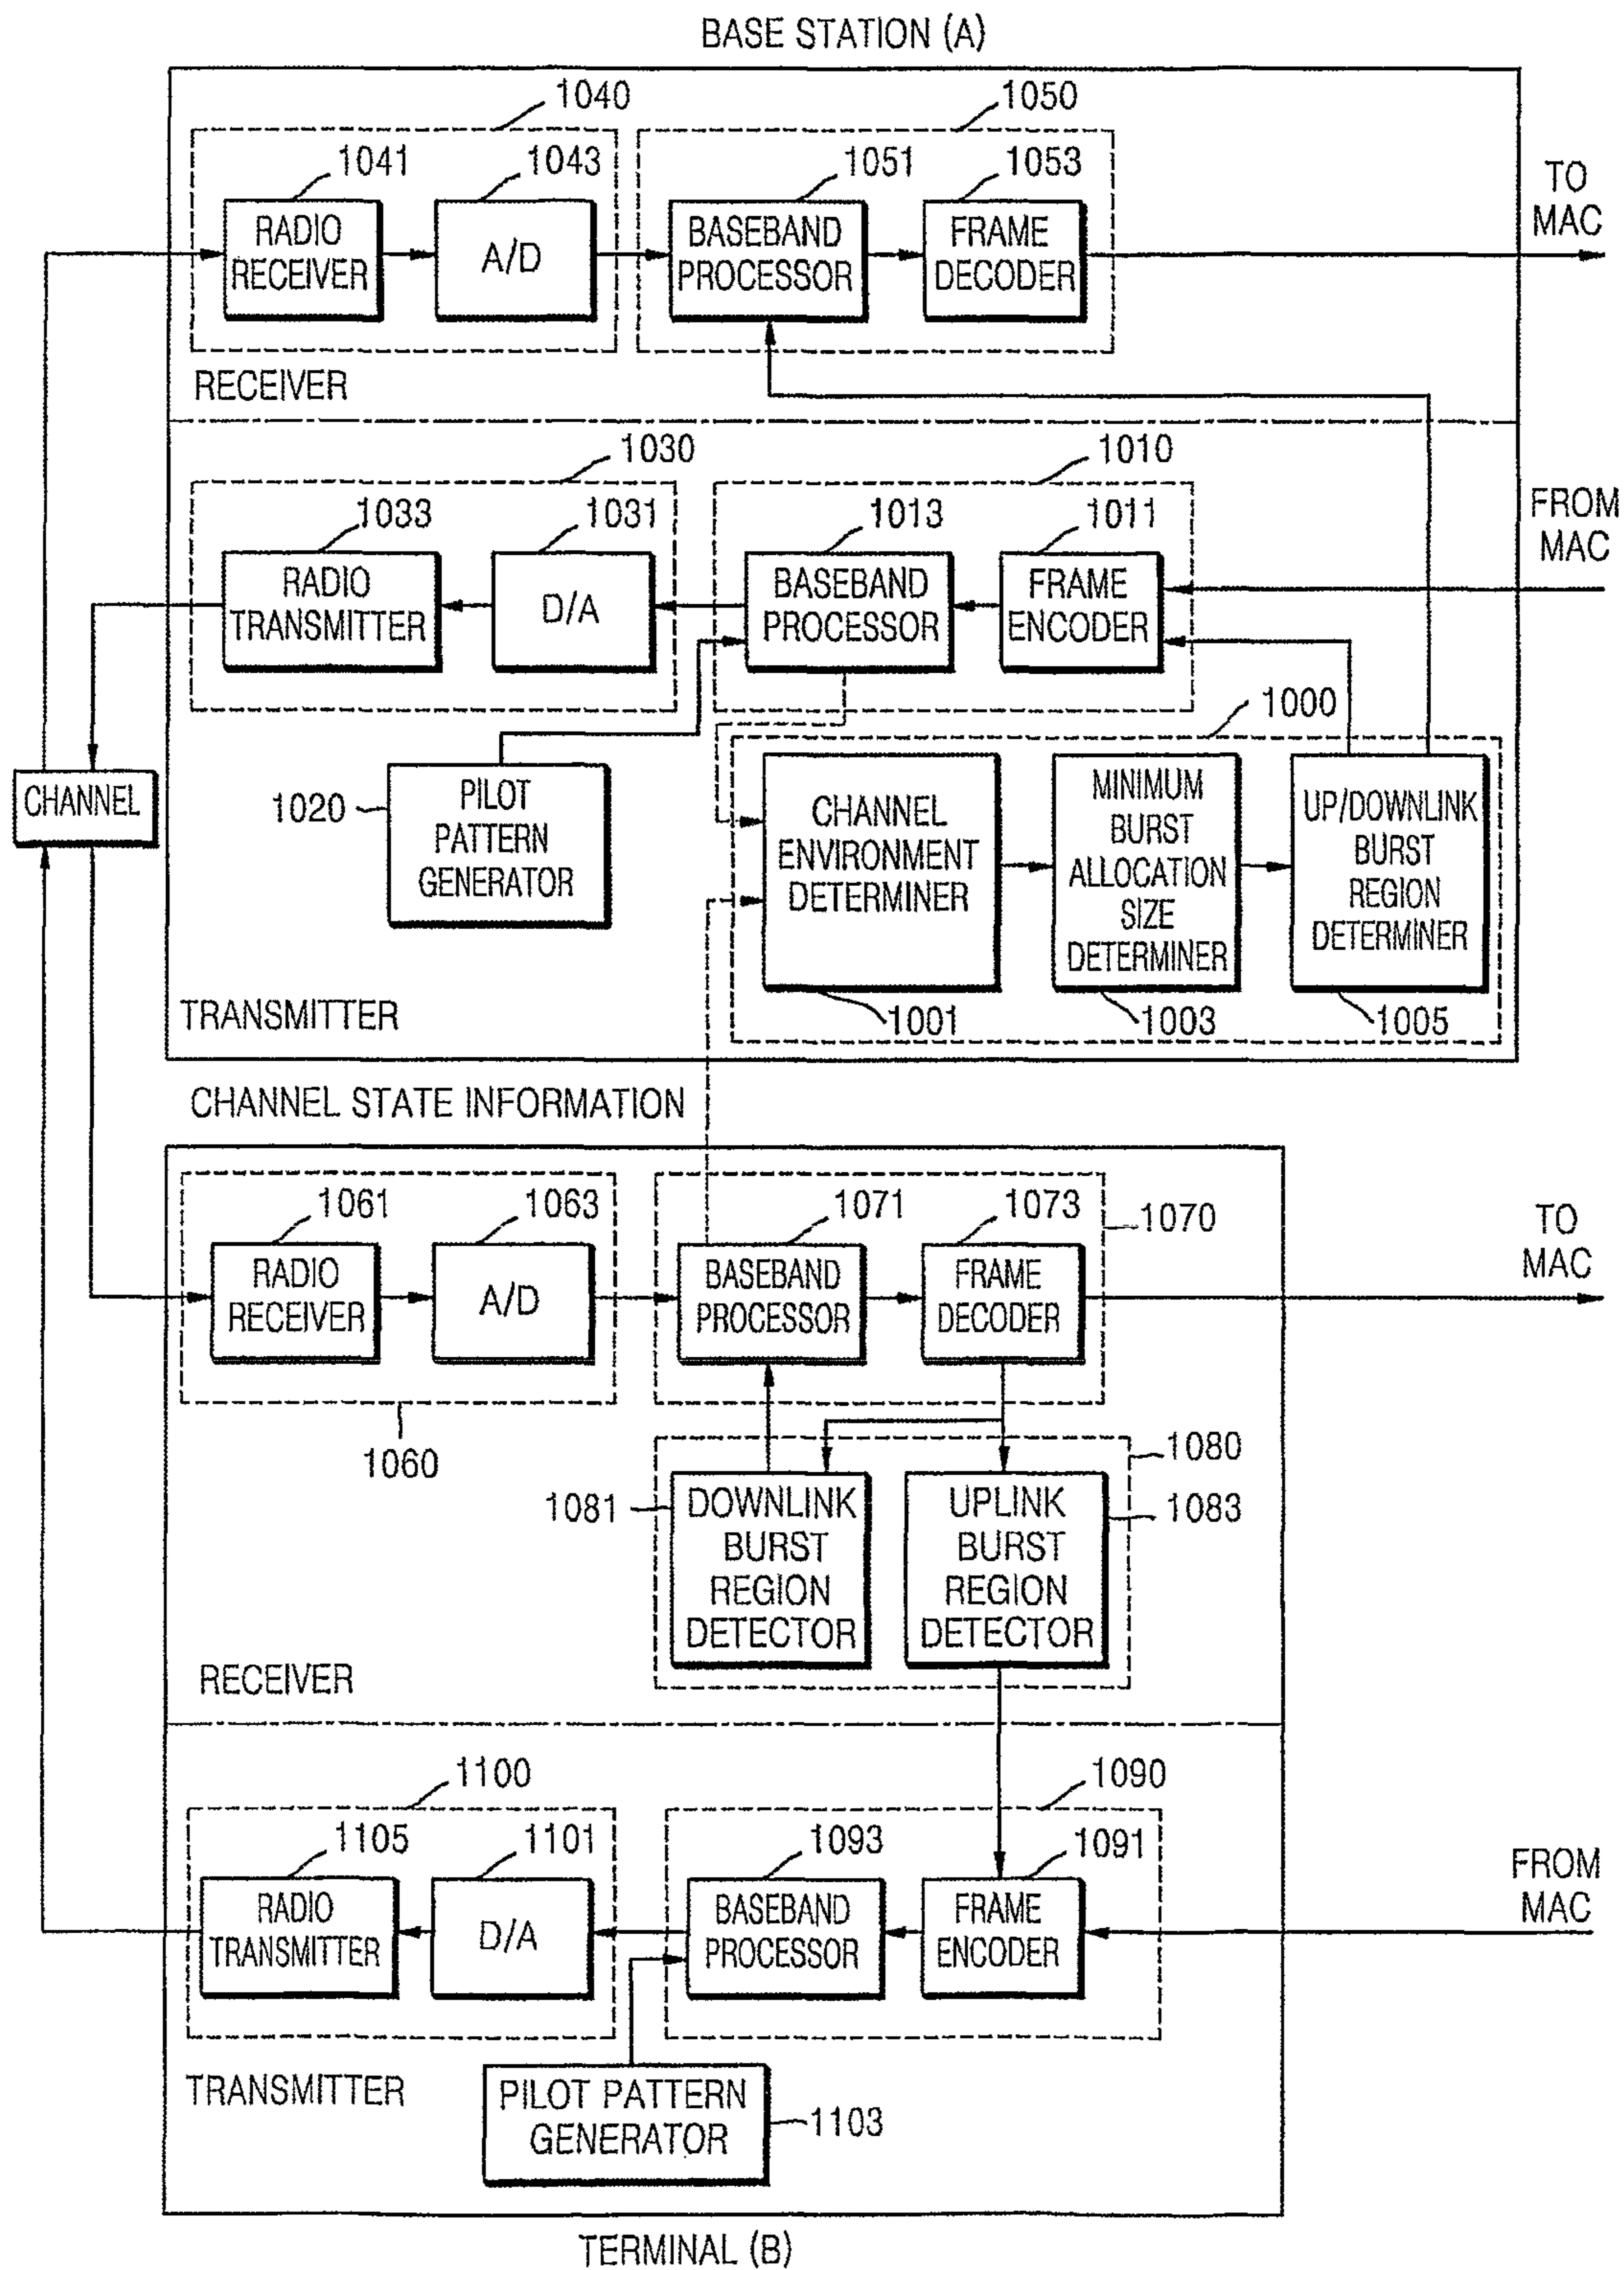 BASE STATION (A)
1040
1050
1041
1043
1051
1053
RADIO
RECEIVER
A/D
BASEBAND
PROCESSOR
FRAME
DECODER
TO
MAC
RECEIVER
1030
1010
1033
1031
1013
1011
FROM
MAC
RADIO
TRANSMITTER
D/A
BASEBAND
PROCESSOR
FRAME
ENCODER
1000
CHANNEL
1020
PILOT
PATTERN
GENERATOR
CHANNEL
ENVIRONMENT
DETERMINER
MINIMUM
BURST
ALLOCATION
SIZE
DETERMINER
UP/DOWNLINK
BURST
REGION
DETERMINER
TRANSMITTER
1001
1003
1005
CHANNEL STATE INFORMATION
1061
1063
1071
1073
1070
TO
MAC
RADIO
RECEIVER
A/D
BASEBAND
PROCESSOR
FRAME
DECODER
1060
1080
1081
DOWNLINK
BURST
REGION
DETECTOR
UPLINK
BURST
REGION
DETECTOR
1083
RECEIVER
1100
1090
1105
1101
1093
1091
FROM
MAC
RADIO
TRANSMITTER
D/A
BASEBAND
PROCESSOR
FRAME
ENCODER
TRANSMITTER
PILOT PATTERN
GENERATOR
1103
TERMINAL (B)